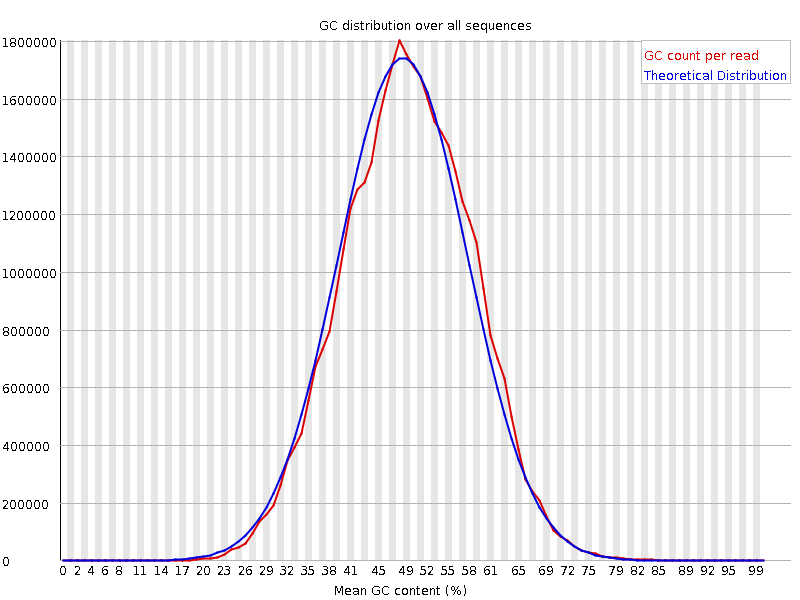 GC distribution over all sequences
GC count per read
Theoretical Distribution
1800000
1600000
1400000
1200000
1000000
800000
600000
400000
200000
0
0 2 4 6 8 11 14 17 20 23 26 29 32 35 38 41 45 49 52 55 58 61 65 69 72 75 79 82 85 89 92 95 99
Mean GC content (%)